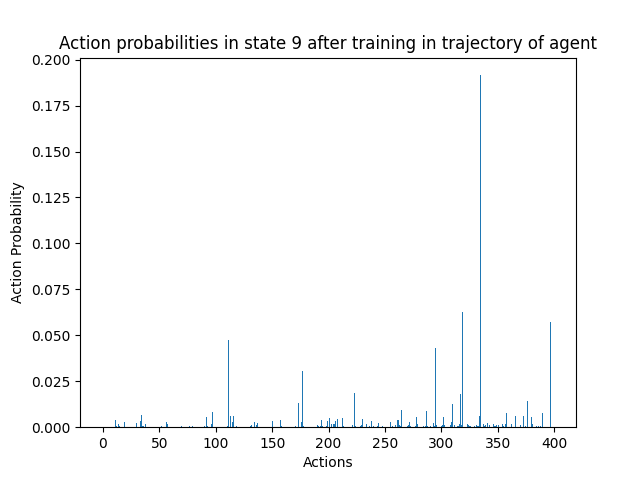 Action probabilities in state 9 after training in trajectory of agent
0.200
0.175
0.150
0.125
0.100
0.075
0.050
0.025
0.000
Action Probability
0 50 100 150 200 250 300 350 400
Actions